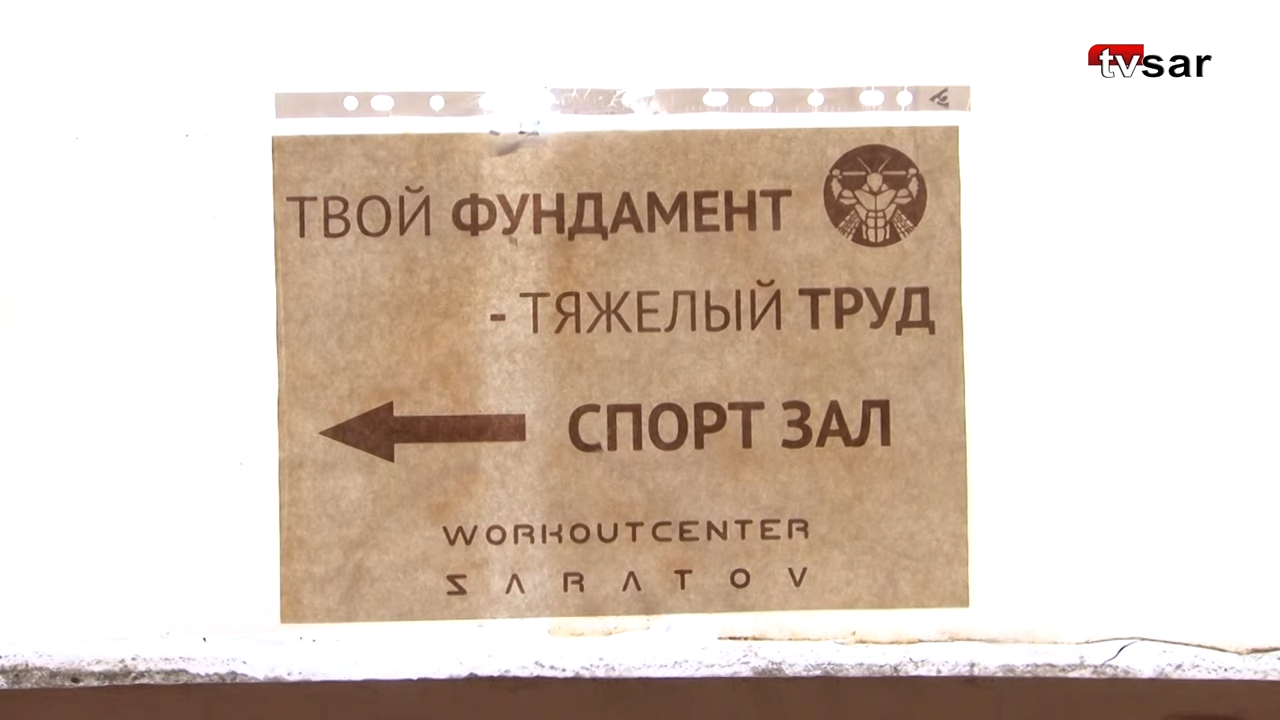 tvsar
ТВОЙ ФУНДАМЕНТ
- ТЯЖЕЛЫЙ ТРУД
СПОРТ ЗАЛ
WORKOUTCENTER
SARATOV